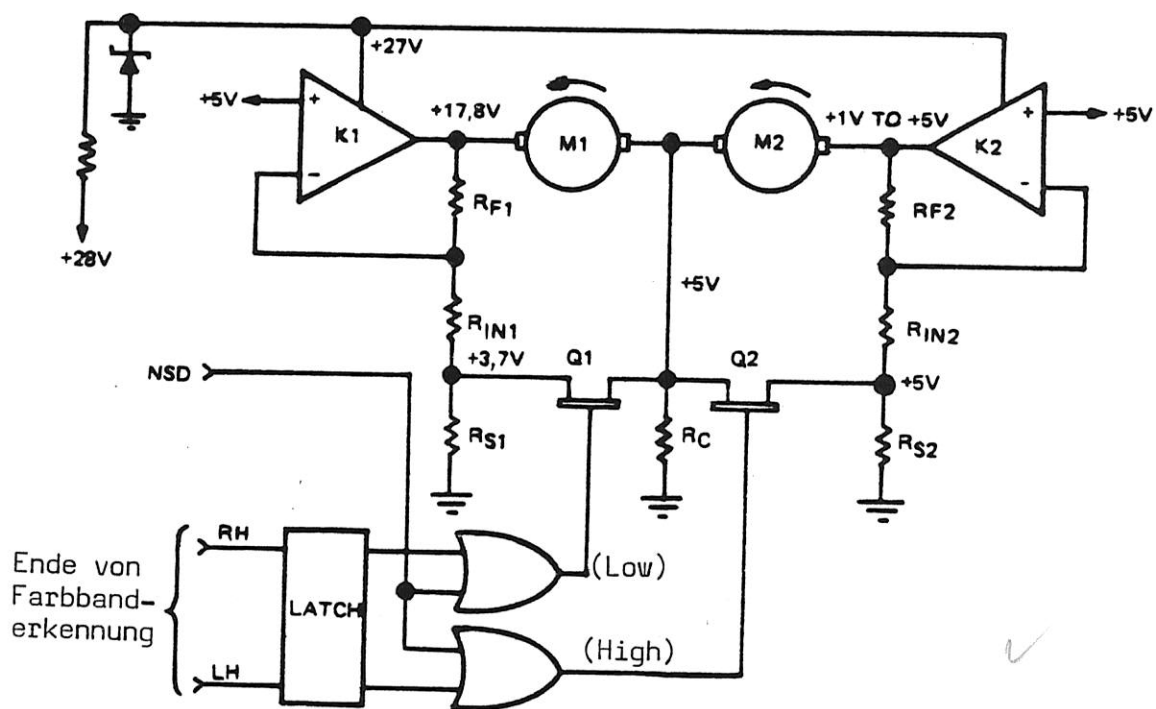 +27V
+5V
+
K1
-
+17,8V
M1
M2
+1V TO +5V
K2
+
-
+5V
RF1
RF2
+28V
+5V
RIN1
RIN2
+3,7V
Q1
Q2
+5V
NSD
RS1
RC
RS2
RH
Ende von
Farbband-
erkennung
LATCH
(Low)
(High)
LH